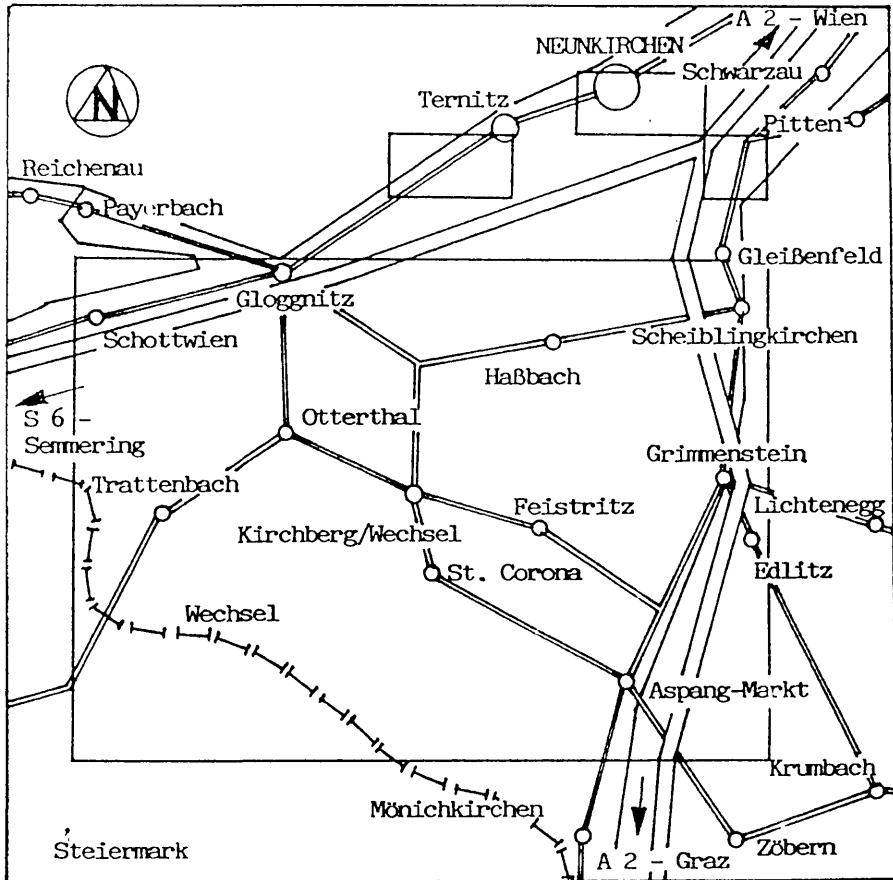 A 2 - Wien
NEUNKIRCHEN
Schwarzau
Ternitz
N
Pitten
Reichenau
Payerbach
Gleißenfeld
Gloggnitz
Scheiblingkirchen
Schottwien
Haßbach
S 6 -
Semmering
Otterthal
Grimmenstein
Trattenbach
Feistritz
Lichtenegg
Kirchberg/Wechsel
St. Corona
Edlitz
Wechsel
Aspang-Markt
Krumbach
Mönichkirchen
Zöbern
Steiermark
A 2 - Graz